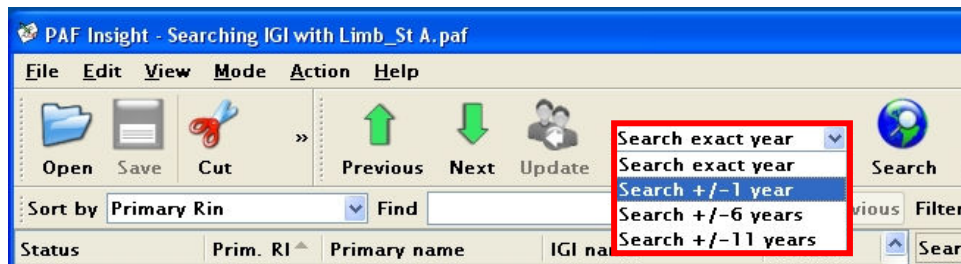 PAF Insight - Searching IGI with Limb_St A.paf
File Edit View Mode Action Help
Open Save Cut » Previous Next Update Search exact year Search
Search exact year
Search +/-1 year
Search +/-6 years
Search +/-11 years
Sort by Primary Rin Find vious Filter
Status Prim. RI Primary name IGI nar Sear